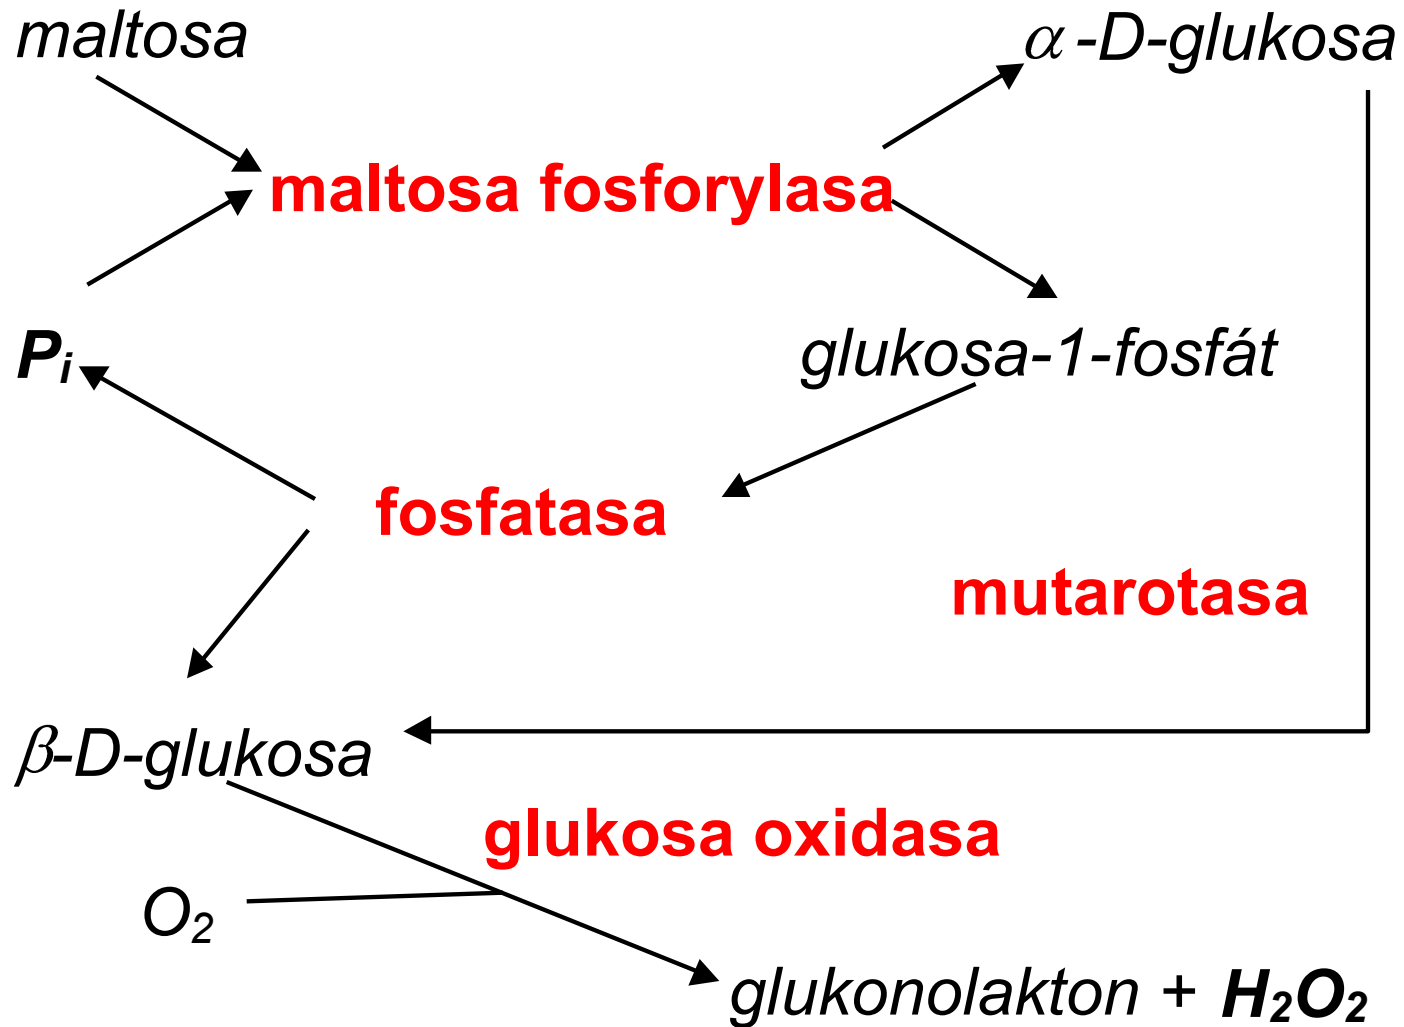 maltosa
α -D-glukosa
maltosa fosforylasa
Pᵢ
glukosa-1-fosfát
fosfatasa
mutarotasa
β-D-glukosa
glukosa oxidasa
O₂
glukonolakton + H₂O₂